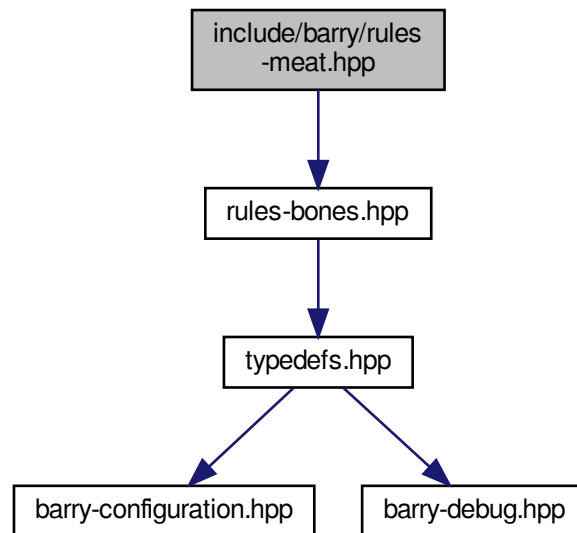 include/barry/rules
-meat.hpp
rules-bones.hpp
typedefs.hpp
barry-configuration.hpp
barry-debug.hpp